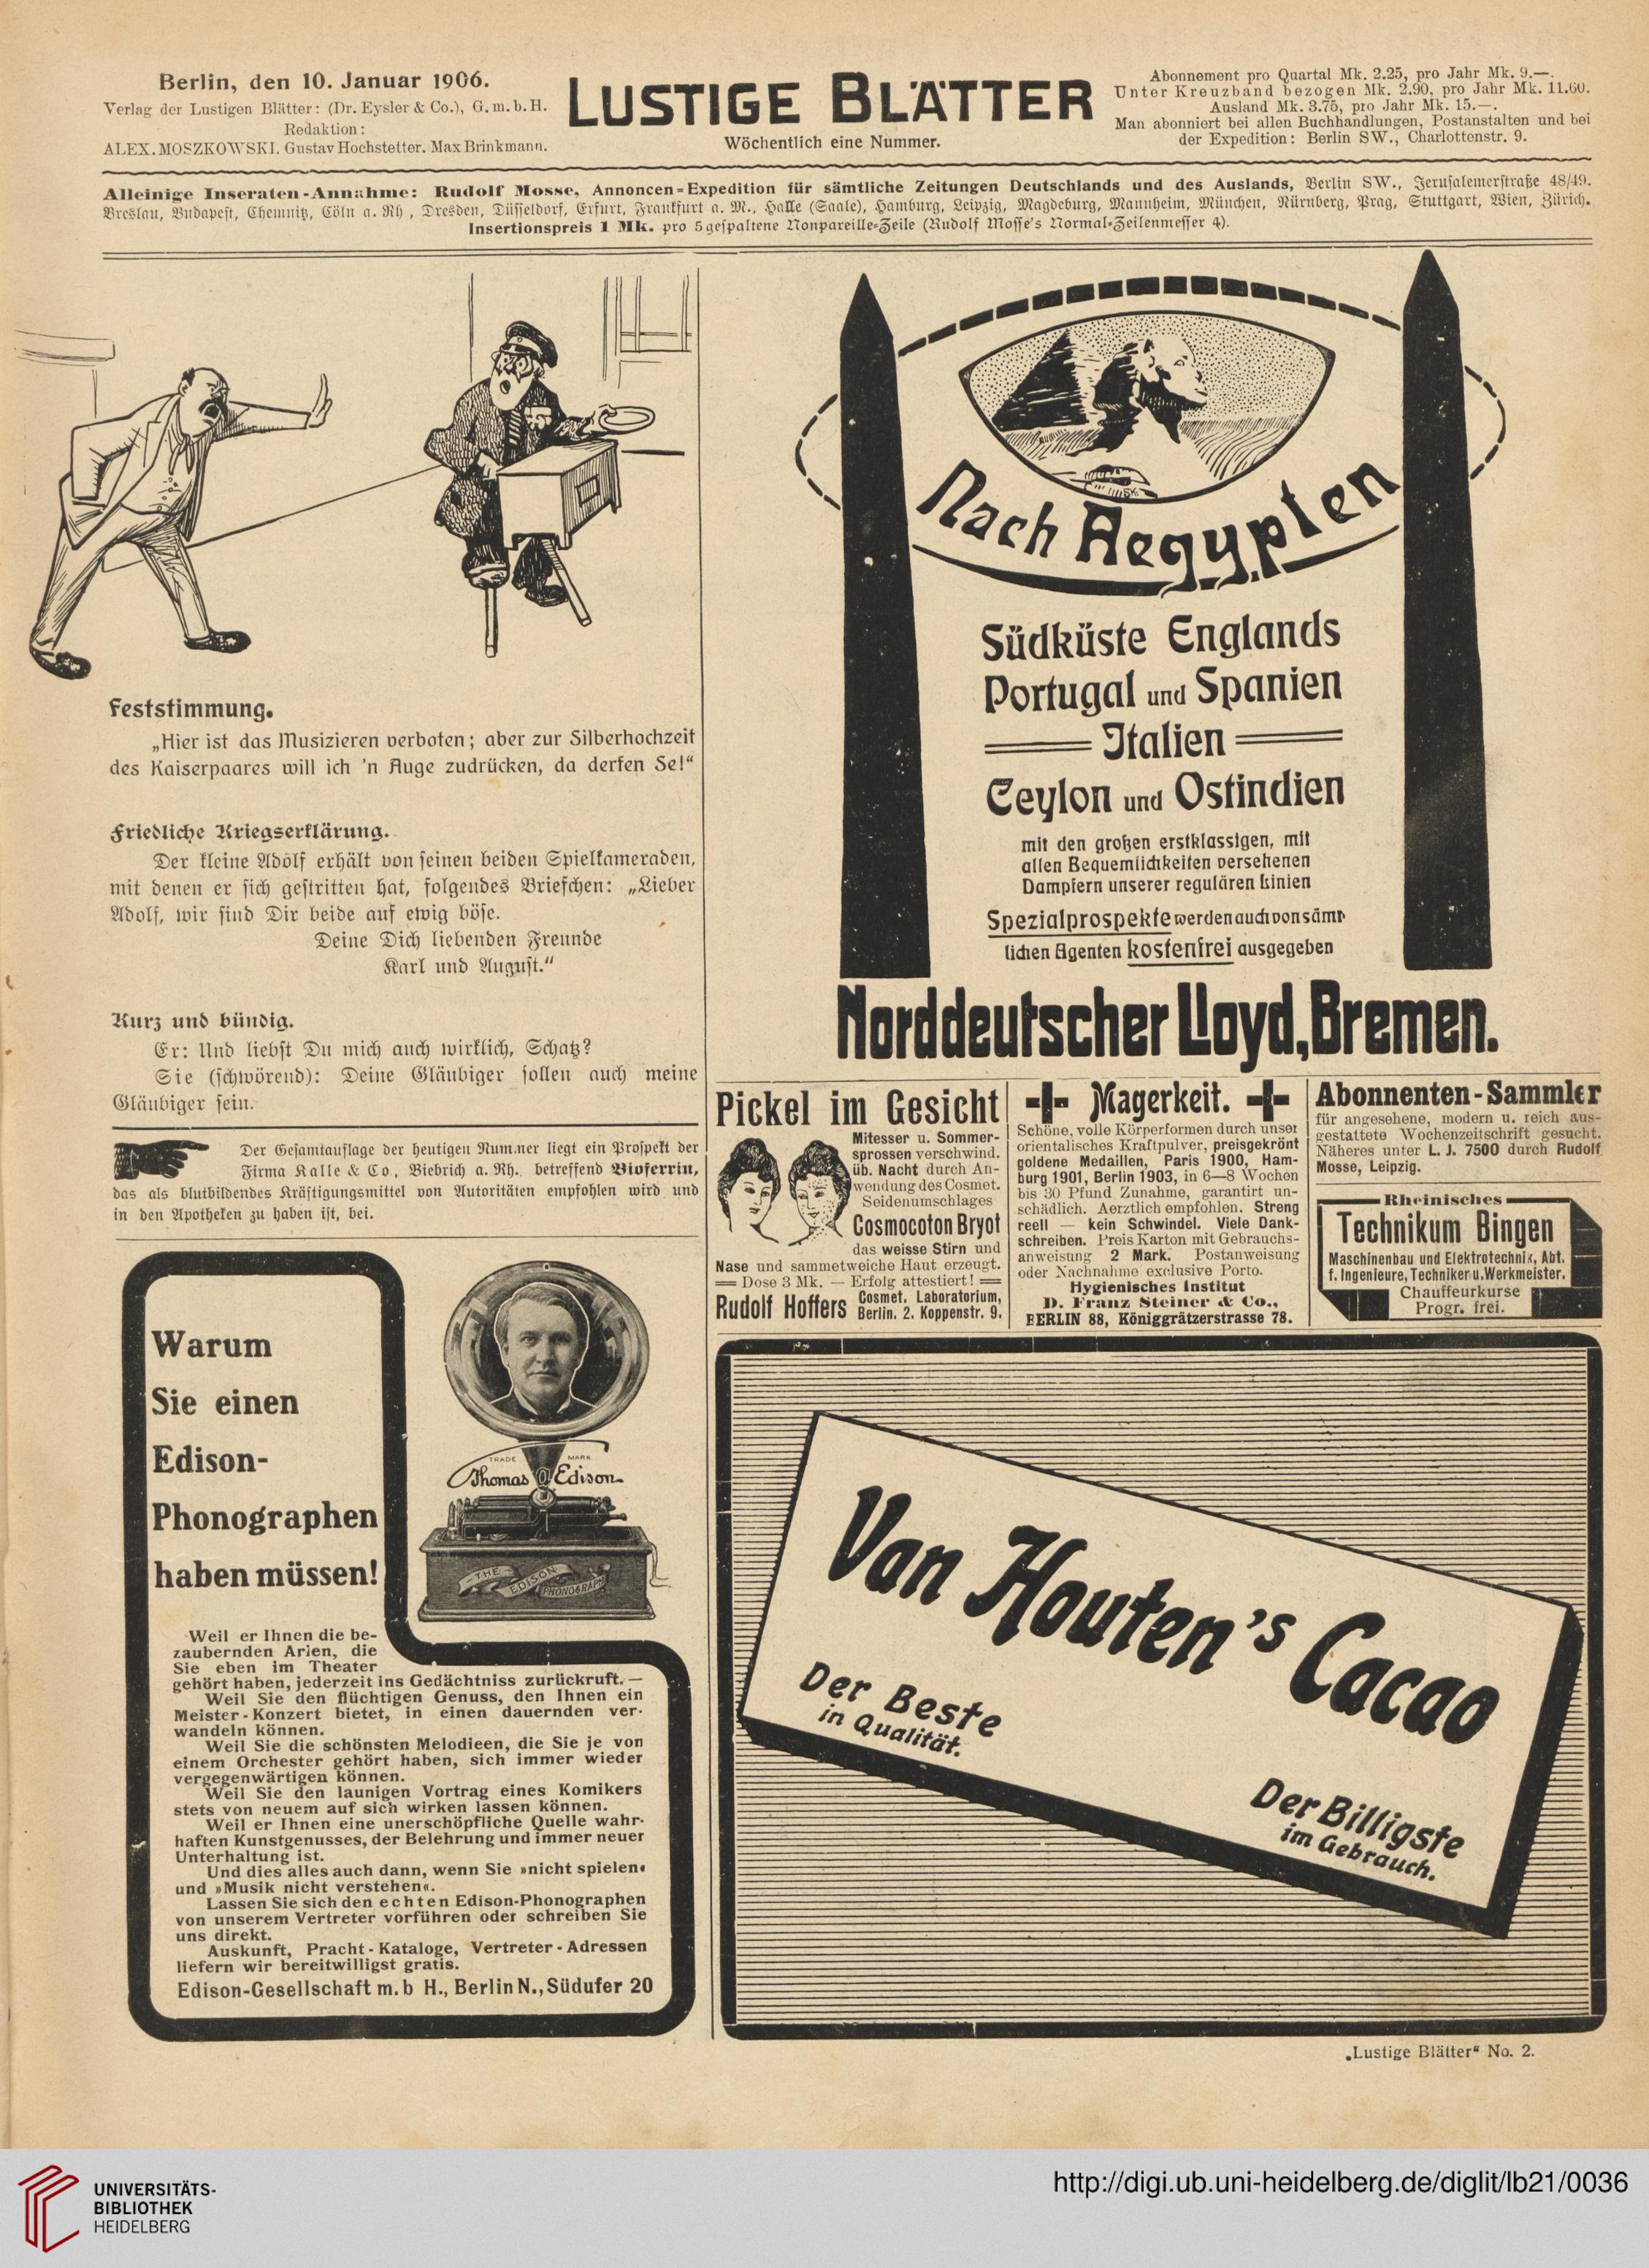 Berlin, den 10. Januar 1906.
Verlag der Lustigen Blätter: (Dr. Eysler & Co.), G. m. b. H.
Redaktion:
ALEX. MOSZKOWSKI. Gustav Hochstetter. Max Brinkmann.
LUSTIGE BLÄTTER
Wöchentlich eine Nummer.
Abonnement pro Quartal Mk. 2.25, pro Jahr Mk. 9.—.
Unter Kreuzband bezogen Mk. 2.90, pro Jahr Mk. 11.60.
Ausland Mk. 3.75, pro Jahr Mk. 15.—.
Man abonniert bei allen Buchhandlungen, Postanstalten und bei
der Expedition: Berlin SW., Charlottenstr. 9.
Alleinige Inseraten-Annahme: Rudolf Mosse, Annoncen-Expedition für sämtliche Zeitungen Deutschlands und des Auslands, Berlin SW., Jerusalemerstraße 48/49.
Breslau, Budapest, Chemnitz, Cöln a. Rh., Dresden, Düsseldorf, Erfurt, Frankfurt a. M., Halle (Saale), Hamburg, Leipzig, Magdeburg, Mannheim, München, Nürnberg, Prag, Stuttgart, Wien, Zürich.
Insertionspreis 1 Mk. pro 5 gespaltene Nonpareille-Zeile (Rudolf Mosse's Normal-Zeilenmesser 4).
Feststimmung.
„Hier ist das Musizieren verboten; aber zur Silberhochzeit
des Kaiserpaares will ich 'n Auge zudrücken, da derfen Se!“
Friedliche Kriegserklärung.
Der kleine Adolf erhält von seinen beiden Spielkameraden,
mit denen er sich gestritten hat, folgendes Briefchen: „Lieber
Adolf, wir sind Dir beide auf ewig böse.
Deine Dich liebenden Freunde
Karl und August.“
Kurz und bündig.
Er: Und liebst Du mich auch wirklich, Schatz?
Sie (schwörend): Deine Gläubiger sollen auch meine
Gläubiger sein.
Der Gesamtauflage der heutigen Nummer liegt ein Prospekt der
Firma Kalle & Co., Biebrich a. Rh., betreffend Bioferrin,
das als blutbildendes Kräftigungsmittel von Autoritäten empfohlen wird und
in den Apotheken zu haben ist, bei.
Warum
Sie einen
Edison-
Phonographen
haben müssen!
TRADE MARK
Thomas A Edison
THE EDISON PHONOGRAPH
Weil er Ihnen die be-
zaubernden Arien, die
Sie eben im Theater
gehört haben, jederzeit ins Gedächtniss zurückruft. —
Weil Sie den flüchtigen Genuss, den Ihnen ein
Meister-Konzert bietet, in einen dauernden ver-
wandeln können.
Weil Sie die schönsten Melodieen, die Sie je von
einem Orchester gehört haben, sich immer wieder
vergegenwärtigen können.
Weil Sie den launigen Vortrag eines Komikers
stets von neuem auf sich wirken lassen können.
Weil er Ihnen eine unerschöpfliche Quelle wahr-
haften Kunstgenusses, der Belehrung und immer neuer
Unterhaltung ist.
Und dies alles auch dann, wenn Sie »nicht spielen«
und »Musik nicht verstehen«.
Lassen Sie sich den echten Edison-Phonographen
von unserem Vertreter vorführen oder schreiben Sie
uns direkt.
Auskunft, Pracht-Kataloge, Vertreter-Adressen
liefern wir bereitwilligst gratis.
Edison-Gesellschaft m. b H., Berlin N., Südufer 20
Nach Aegypten
Südküste Englands
Portugal und Spanien
Italien
Ceylon und Ostindien
mit den großen erstklassigen, mit
allen Bequemlichkeiten versehenen
Dampfern unserer regulären Linien
Spezialprospekte werden auch von sämt-
lichen Agenten kostenfrei ausgegeben
Norddeutscher Lloyd, Bremen.
Pickel im Gesicht
Mitesser u. Sommer-
sprossen verschwind.
üb. Nacht durch An-
wendung des Cosmet.
Seidenumschlages
Cosmocoton Bryot
das weisse Stirn und
Nase und sammetweiche Haut erzeugt.
Dose 3 Mk. — Erfolg attestiert!
Rudolf Hoffers Cosmet. Laboratorium,
Berlin. 2. Koppenstr. 9.
Magerkeit.
Schöne, volle Körperformen durch unser
orientalisches Kraftpulver, preisgekrönt
goldene Medaillen, Paris 1900, Ham-
burg 1901, Berlin 1903, in 6—8 Wochen
bis 30 Pfund Zunahme, garantirt un-
schädlich. Aerztlich empfohlen. Streng
reell — kein Schwindel. Viele Dank-
schreiben. Preis Karton mit Gebrauchs-
anweisung 2 Mark. Postanweisung
oder Nachnahme exclusive Porto.
Hygienisches Institut
D. Franz Steiner & Co.,
BERLIN 88, Königgrätzerstrasse 78.
Abonnenten-Sammler
für angesehene, modern u. reich aus-
gestattete Wochenzeitschrift gesucht.
Näheres unter L. J. 7500 durch Rudolf
Mosse, Leipzig.
Rheinisches
Technikum Bingen
Maschinenbau und Elektrotechnik, Abt.
f. Ingenieure, Techniker u. Werkmeister.
Chauffeurkurse
Progr. frei.
Van Houten's Cacao
Der Beste
in Qualität.
Der Billigste
im Gebrauch.
„Lustige Blätter“ No. 2.
UNIVERSITÄTS-
BIBLIOTHEK
HEIDELBERG
http://digi.ub.uni-heidelberg.de/diglit/lb21/0036